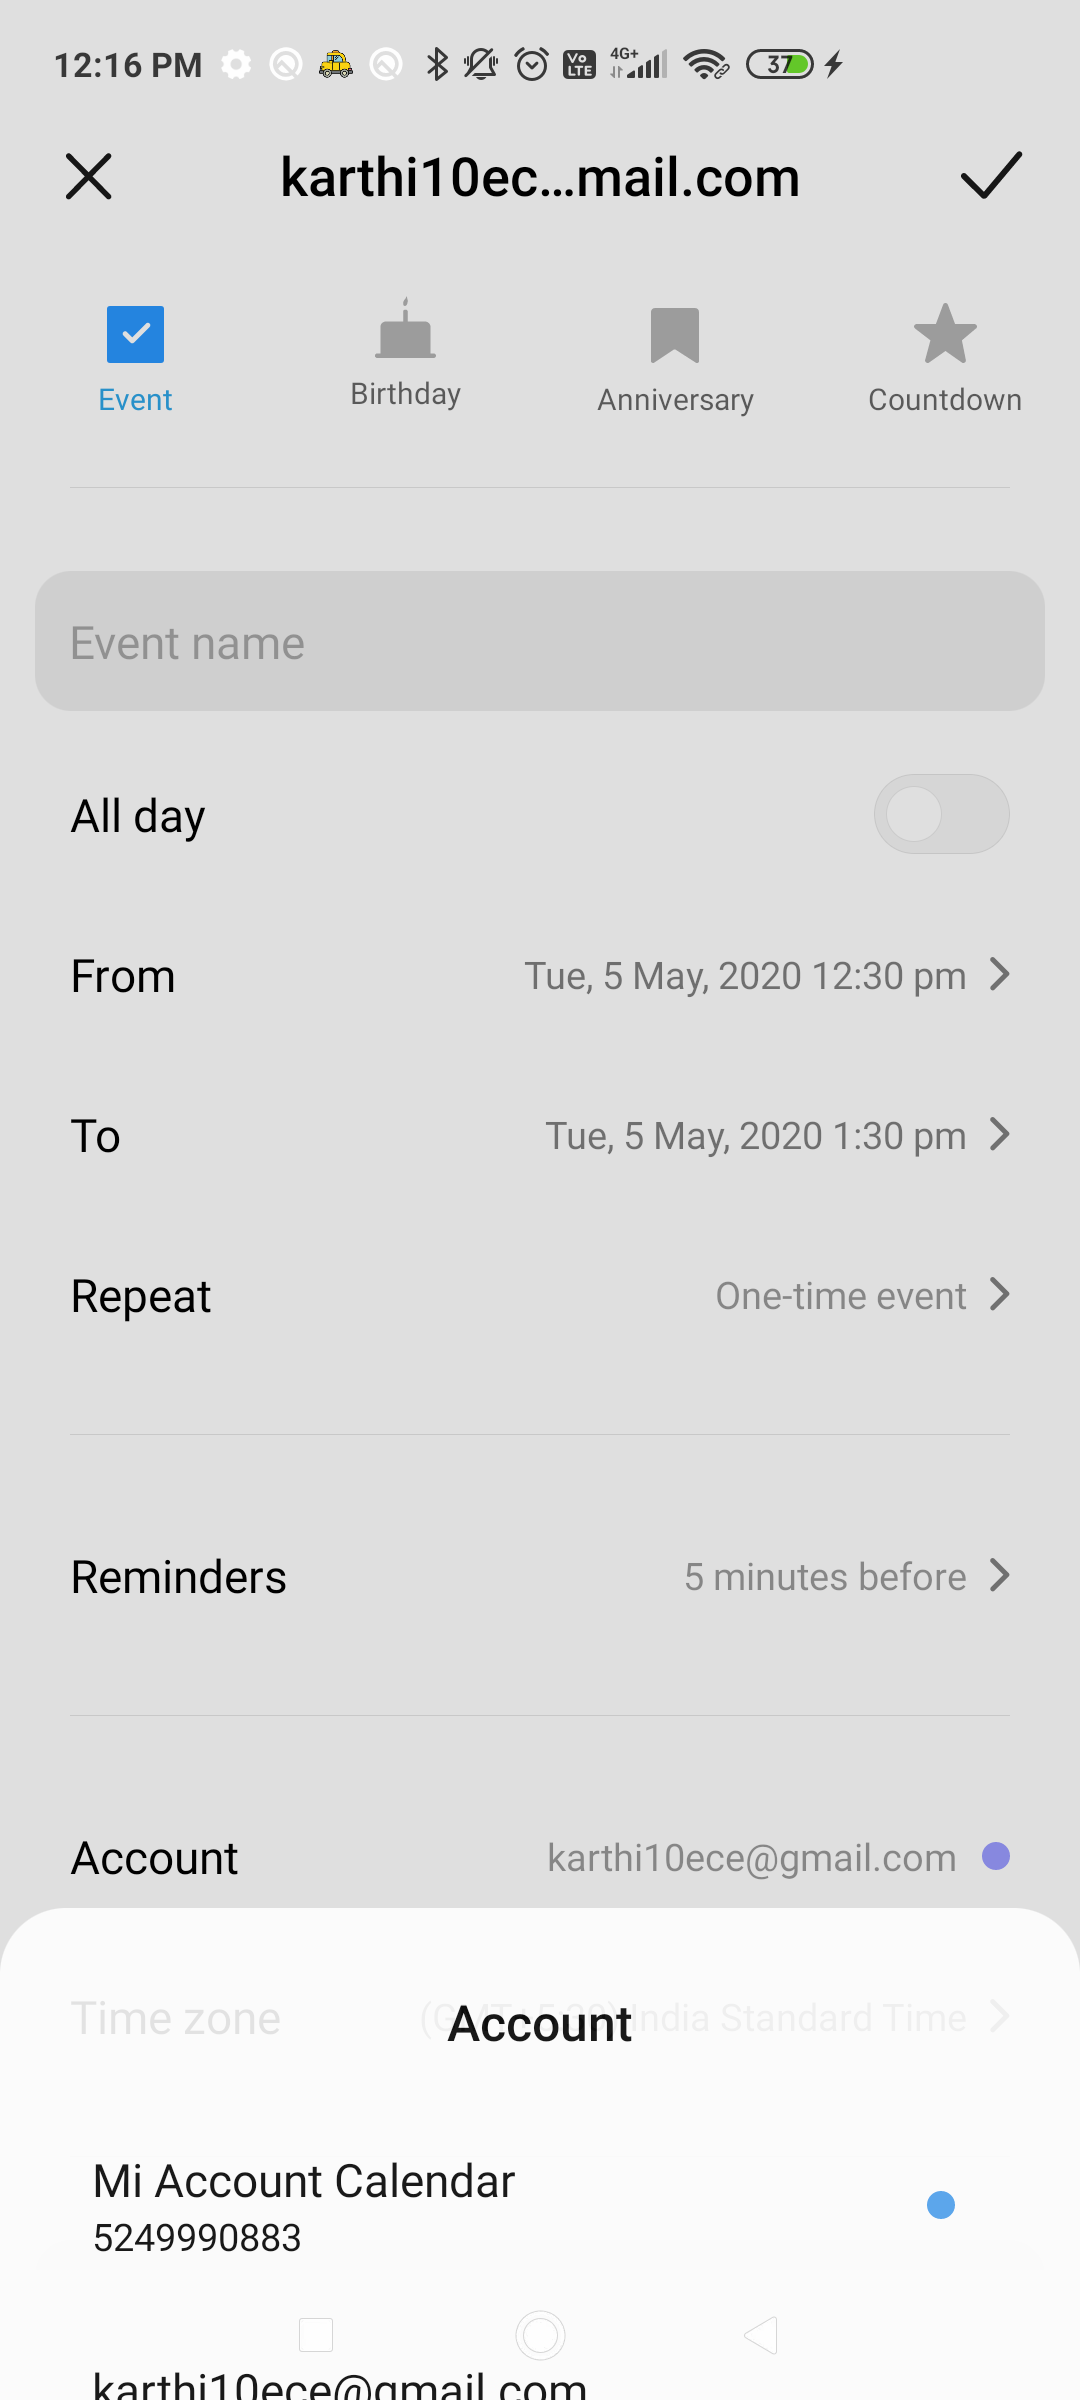 12:16 PM VoLTE 4G+ 37
karthi10ec...mail.com
Event Birthday Anniversary Countdown
Event name
All day
From Tue, 5 May, 2020 12:30 pm
To Tue, 5 May, 2020 1:30 pm
Repeat One-time event
Reminders 5 minutes before
Account karthi10ece@gmail.com
Time zone (GMT+5:30) India Standard Time
Account
Mi Account Calendar
5249990883
karthi10ece@gmail.com